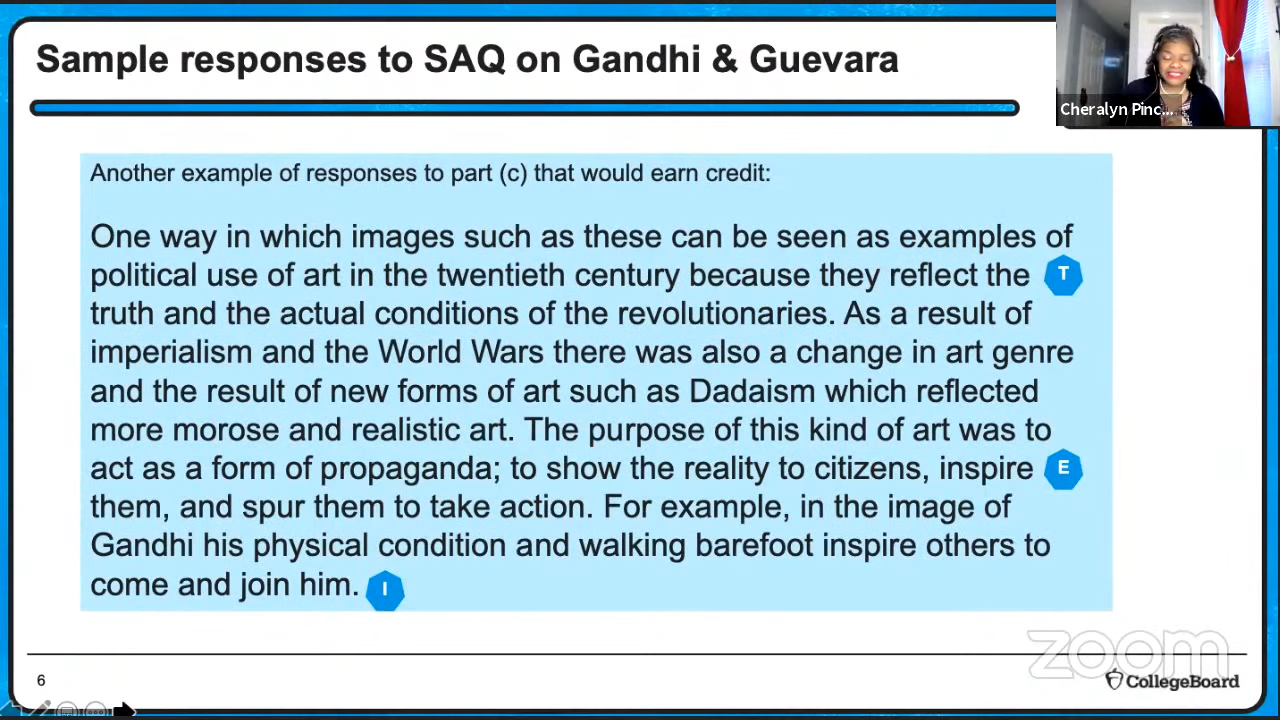 Sample responses to SAQ on Gandhi & Guevara
Cheralyn Pinc...
Another example of responses to part (c) that would earn credit:
One way in which images such as these can be seen as examples of
political use of art in the twentieth century because they reflect the T
truth and the actual conditions of the revolutionaries. As a result of
imperialism and the World Wars there was also a change in art genre
and the result of new forms of art such as Dadaism which reflected
more morose and realistic art. The purpose of this kind of art was to
act as a form of propaganda; to show the reality to citizens, inspire E
them, and spur them to take action. For example, in the image of
Gandhi his physical condition and walking barefoot inspire others to
come and join him. I
zoom
6
CollegeBoard